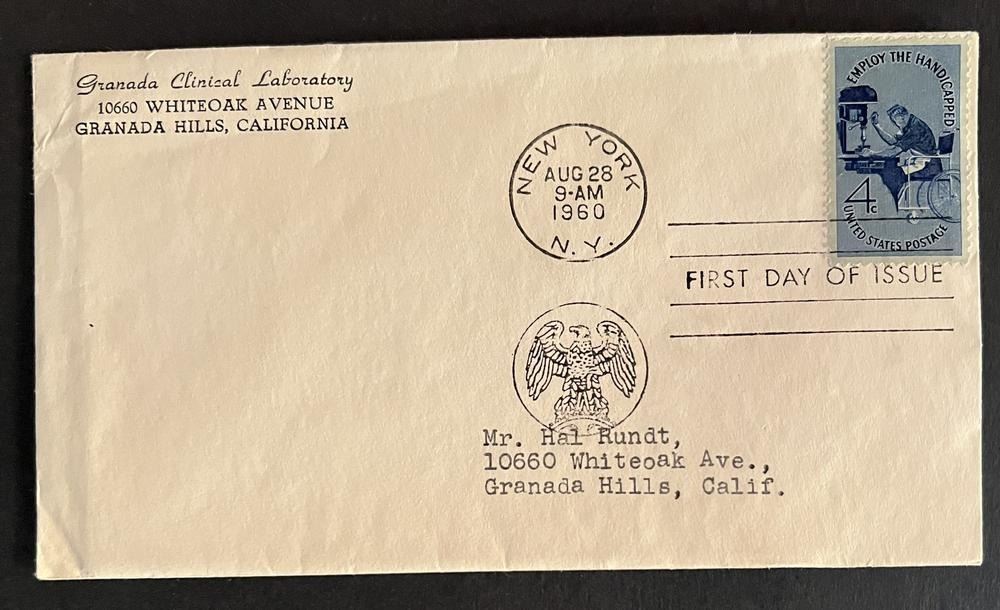 Granada Clinical Laboratory
10660 WHITEOAK AVENUE
GRANADA HILLS, CALIFORNIA
NEW YORK
AUG 28
9-AM
1960
N.Y.
EMPLOY THE HANDICAPPED
4c
UNITED STATES POSTAGE
FIRST DAY OF ISSUE
Mr. Hal Rundt,
10660 Whiteoak Ave.,
Granada Hills, Calif.